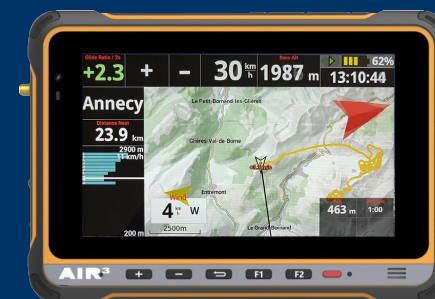 Glide Ratio / 2s
+2.3
+
-
30 km/h
Baro Alt
1987 m
62%
13:10:44
Annecy
Distance Next
23.9 km
2900 m
11 km/h
200 m
Le Petit-Bornand-les-Glières
Glières-Val-de-Borne
Entremont
Le Grand-Bornand
Wind
4 km/h W
2500m
463 m
1:00
AIR³
+
-
F1
F2